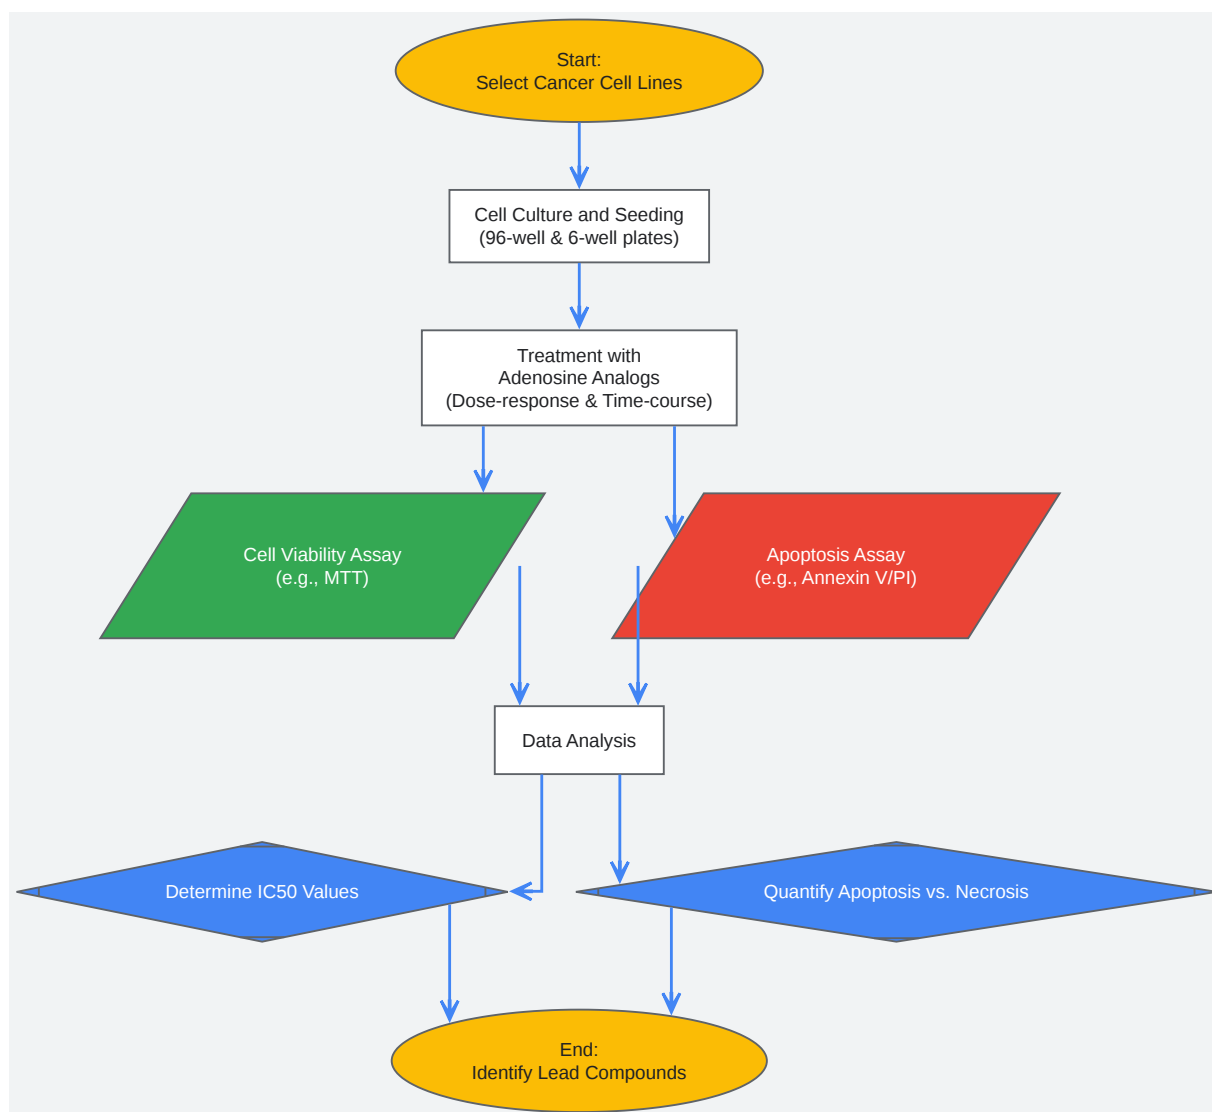 Start:
Select Cancer Cell Lines
Cell Culture and Seeding
(96-well & 6-well plates)
Treatment with
Adenosine Analogs
(Dose-response & Time-course)
Cell Viability Assay
(e.g., MTT)
Apoptosis Assay
(e.g., Annexin V/PI)
Data Analysis
Determine IC50 Values
Quantify Apoptosis vs. Necrosis
End:
Identify Lead Compounds